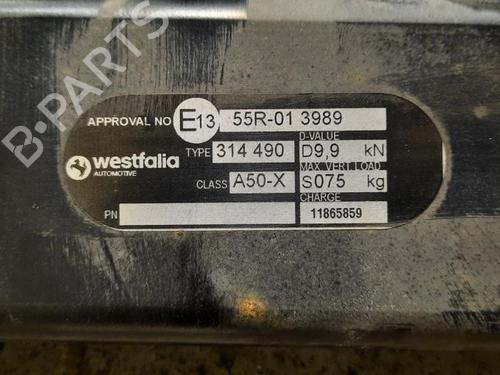 B-PARTS
APPROVAL NO E13 55R-01 3989
D-VALUE
TYPE 314 490 D9,9 kN
MAX. VERT. LOAD
westfalia
AUTOMOTIVE
CLASS A50-X S075 kg
CHARGE
PN 11865859